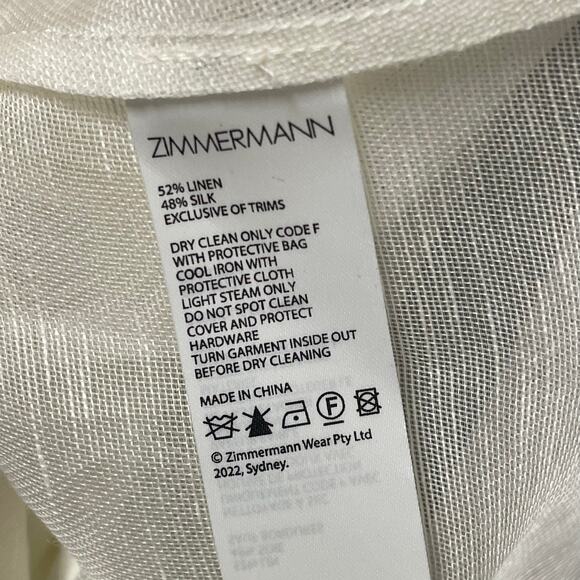 ZIMMERMANN
52% LINEN
48% SILK
EXCLUSIVE OF TRIMS
DRY CLEAN ONLY CODE F
WITH PROTECTIVE BAG
COOL IRON WITH
PROTECTIVE CLOTH
LIGHT STEAM ONLY
DO NOT SPOT CLEAN
COVER AND PROTECT
HARDWARE
TURN GARMENT INSIDE OUT
BEFORE DRY CLEANING
MADE IN CHINA
F
© Zimmermann Wear Pty Ltd
2022, Sydney.